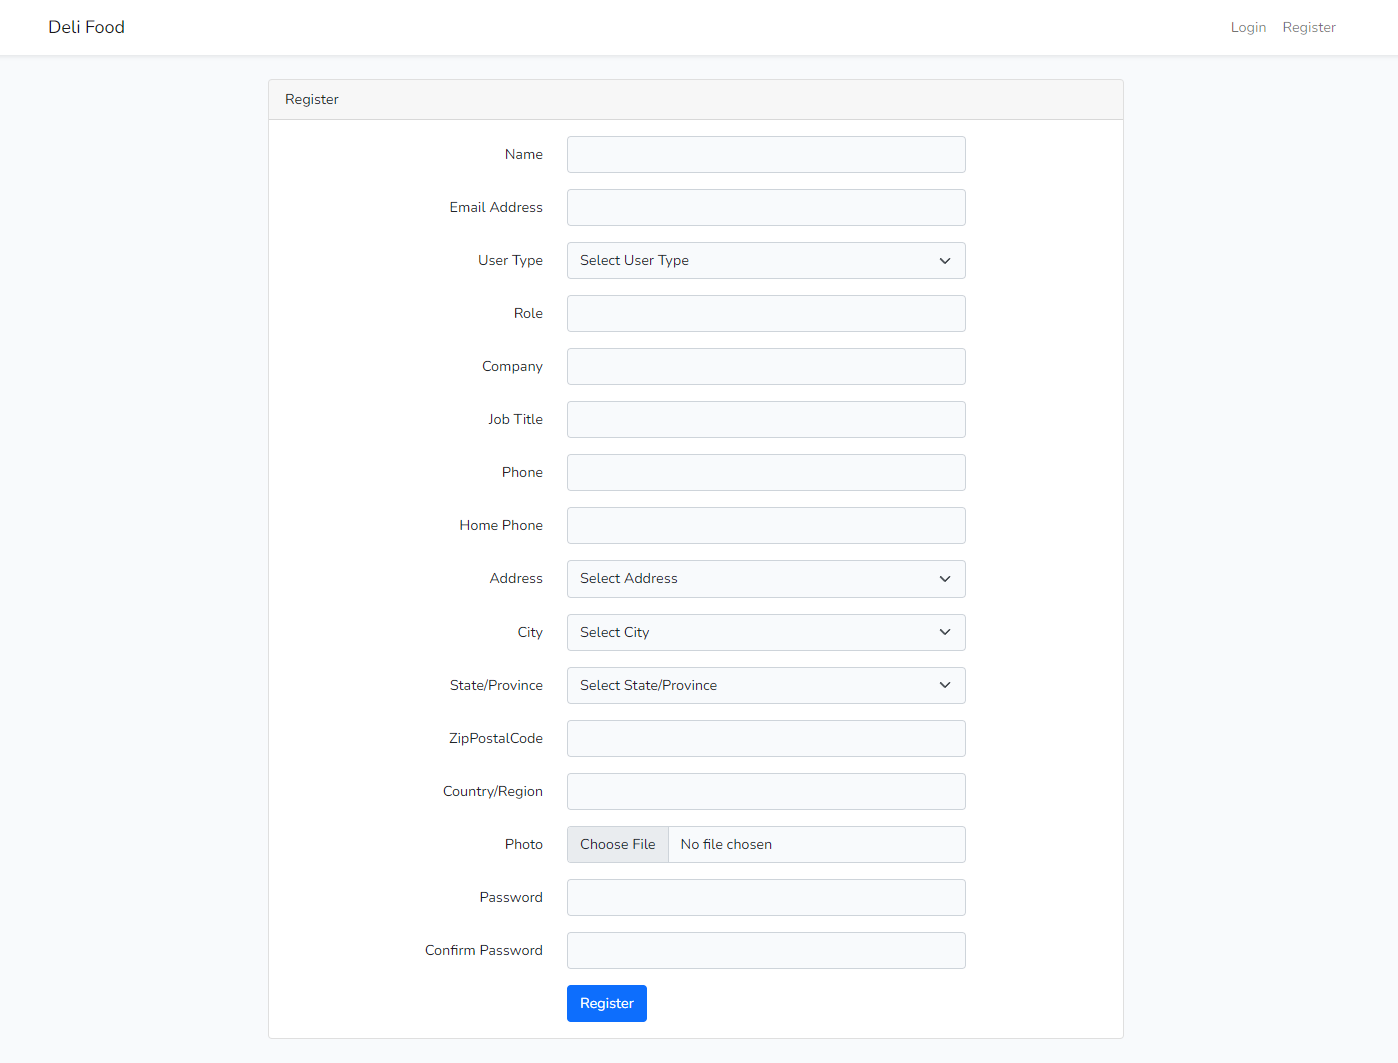 Deli Food
Login Register
Register
Name
Email Address
User Type Select User Type
Role
Company
Job Title
Phone
Home Phone
Address Select Address
City Select City
State/Province Select State/Province
ZipPostalCode
Country/Region
Photo Choose File No file chosen
Password
Confirm Password
Register